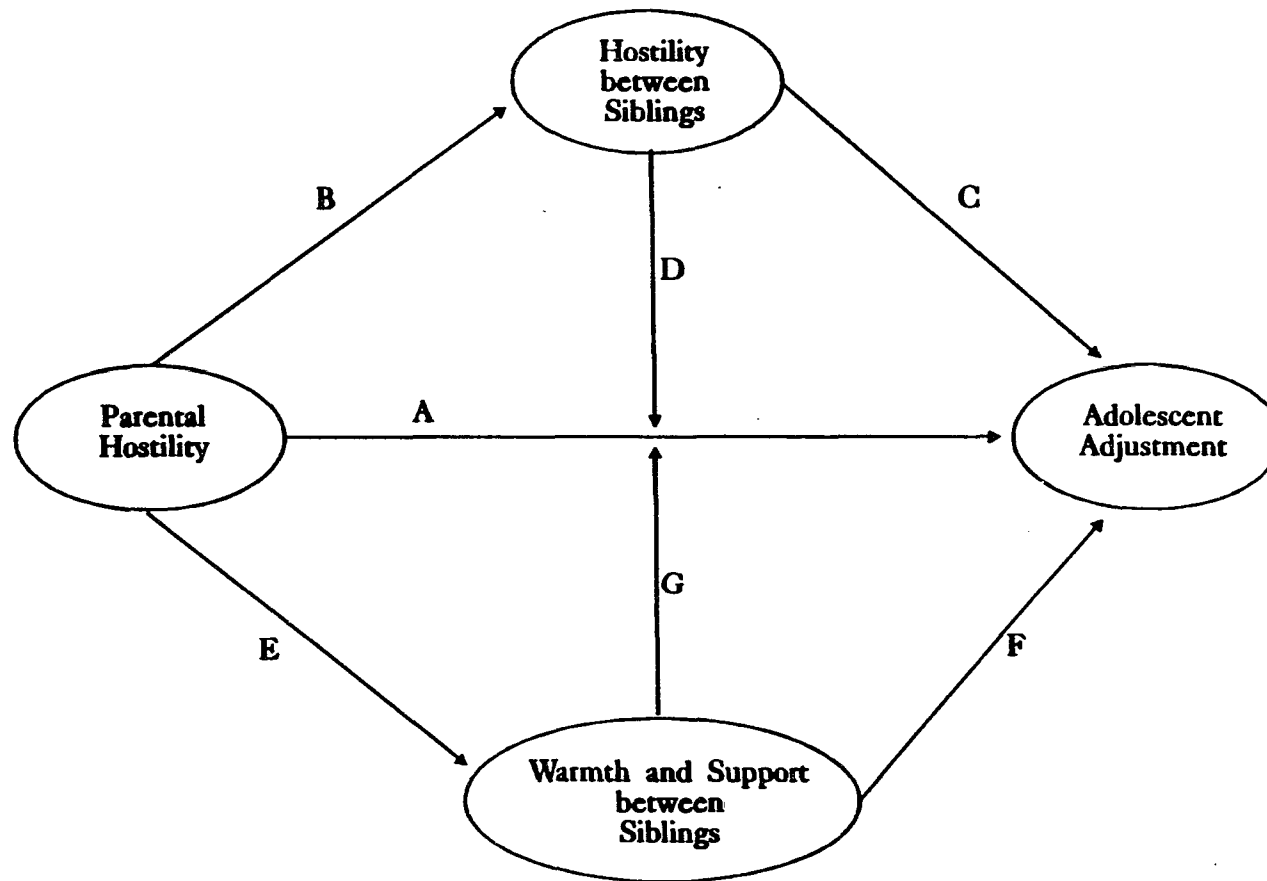 Hostility
between
Siblings
B
C
D
Parental
Hostility
A
Adolescent
Adjustment
G
E
F
Warmth and Support
between
Siblings